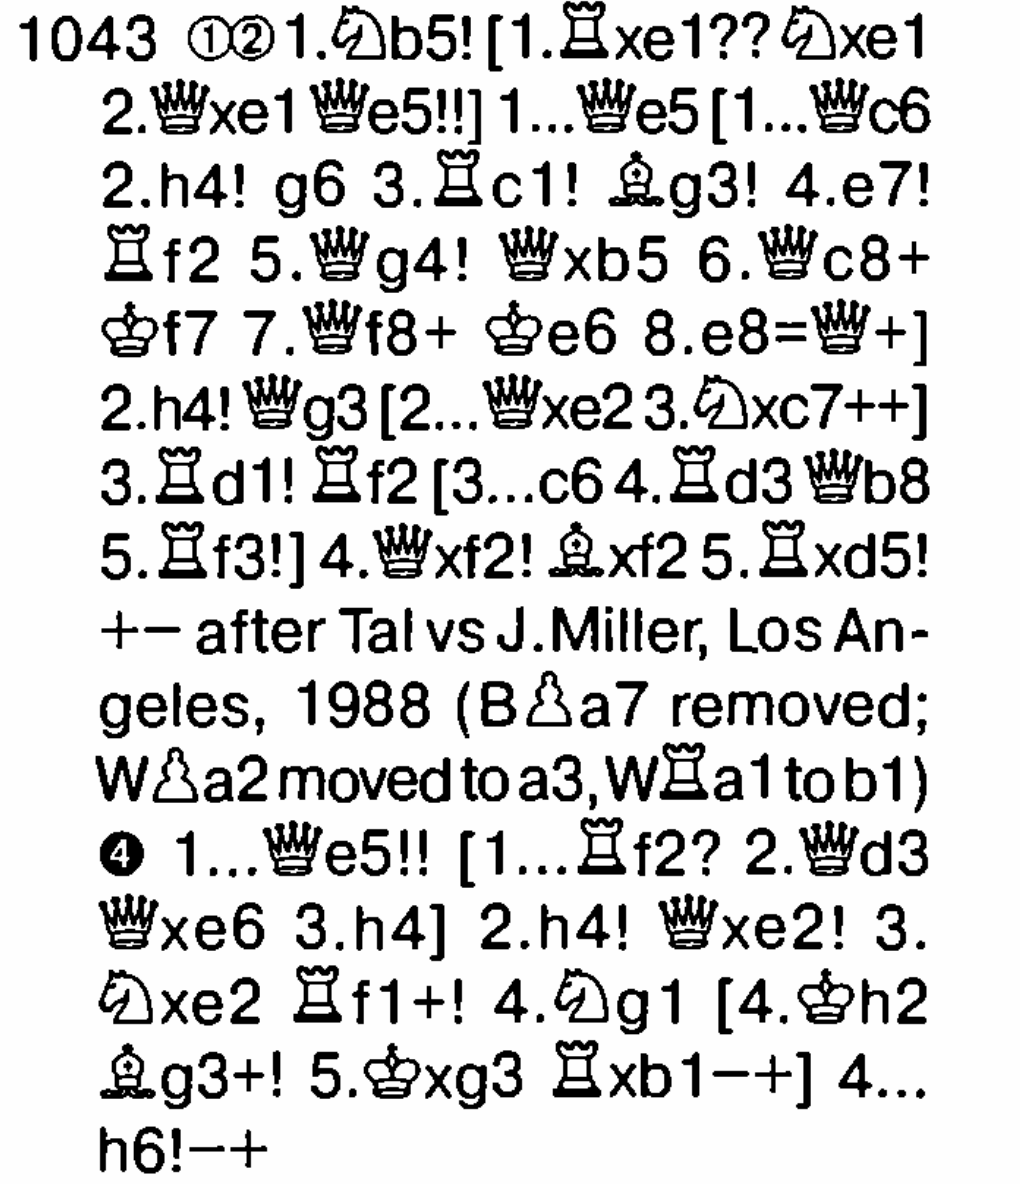 1043 ①② 1.♘b5! [1.♖xe1?? ♘xe1
2.♕xe1 ♕e5!!] 1...♕e5 [1...♕c6
2.h4! g6 3.♖c1! ♗g3! 4.e7!
♖f2 5.♕g4! ♕xb5 6.♕c8+
♔f7 7.♕f8+ ♔e6 8.e8=♕+]
2.h4! ♕g3 [2...♕xe2 3.♘xc7++]
3.♖d1! ♖f2 [3...c6 4.♖d3 ♕b8
5.♖f3!] 4.♕xf2! ♗xf2 5.♖xd5!
+− after Tal vs J.Miller, Los An-
geles, 1988 (B♙a7 removed;
W♙a2 moved to a3, W♖a1 to b1)
❹ 1...♕e5!! [1...♖f2? 2.♕d3
♕xe6 3.h4] 2.h4! ♕xe2! 3.
♘xe2 ♖f1+! 4.♘g1 [4.♔h2
♗g3+! 5.♔xg3 ♖xb1−+] 4...
h6!−+